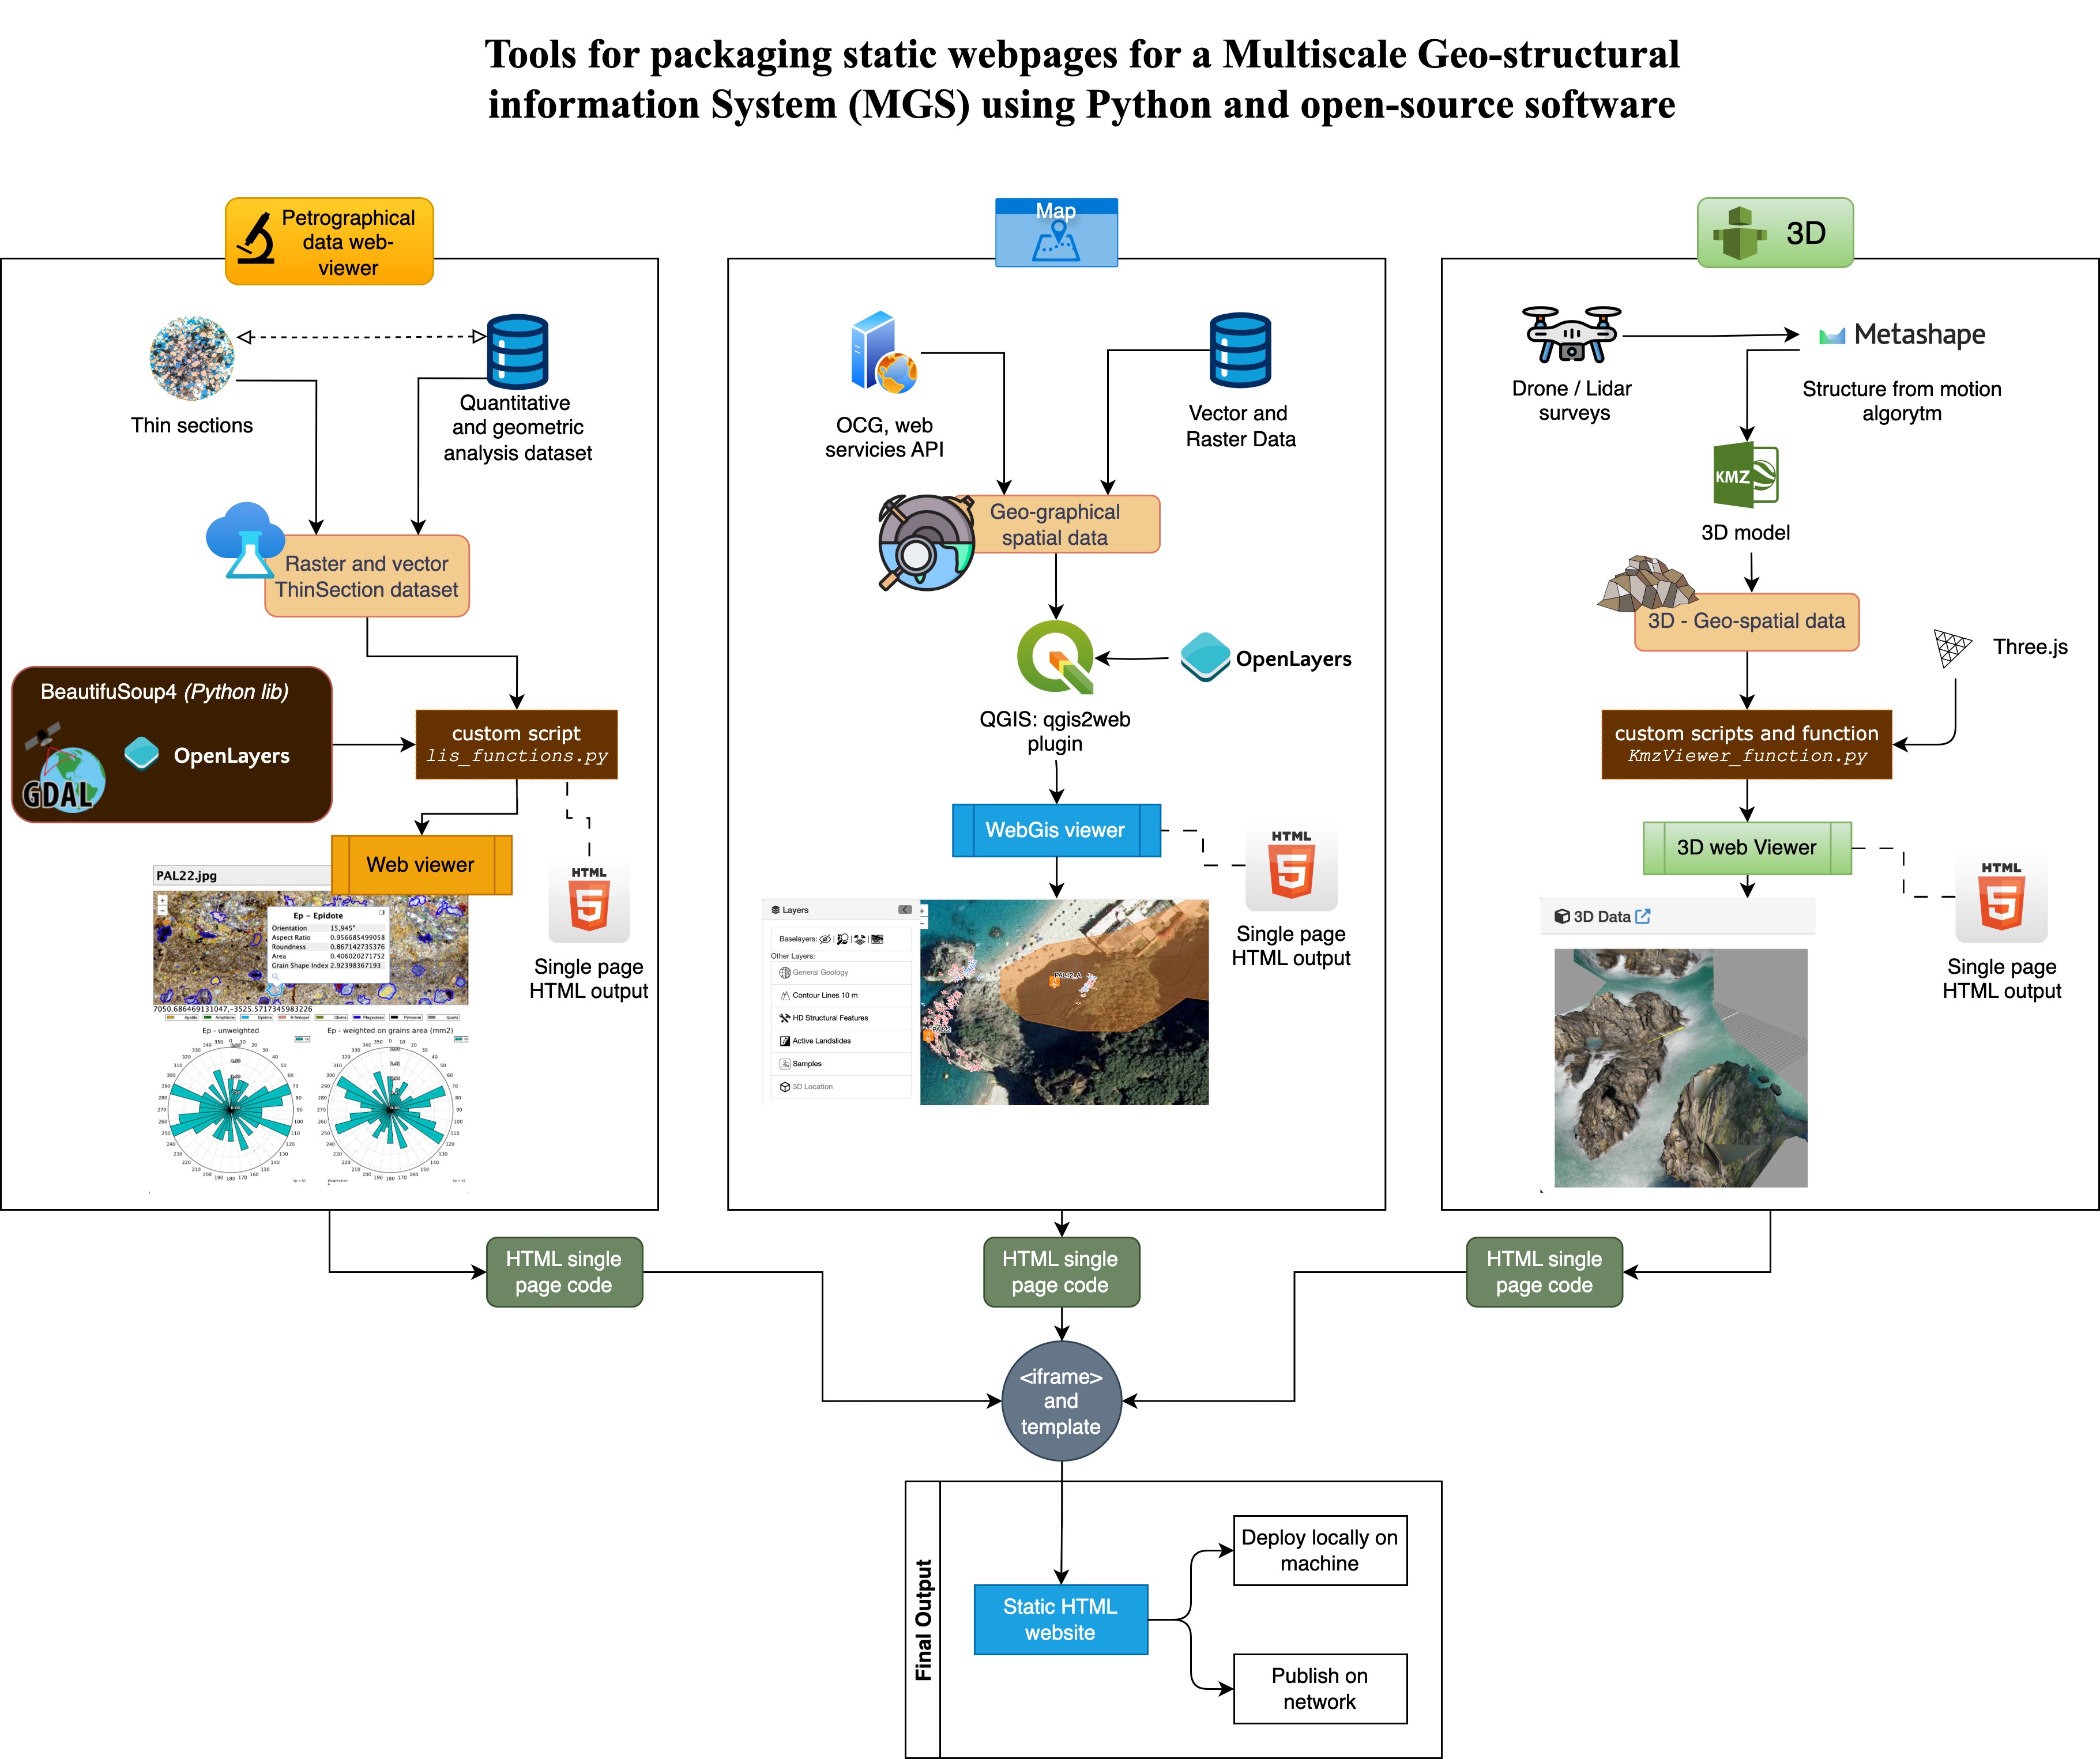 Tools for packaging static webpages for a Multiscale Geo-structural
information System (MGS) using Python and open-source software
Petrographical
data web-
viewer
Thin sections
Quantitative
and geometric
analysis dataset
Raster and vector
ThinSection dataset
BeautifuSoup4 (Python lib)
GDAL
OpenLayers
custom script
lis_functions.py
Web viewer
HTML
5
Single page
HTML output
PAL22.jpg
+
−
Ep - Epidote
Orientation 15,945°
Aspect Ratio 0.956685499058
Roundness 0.867142735376
Area 0.406020271752
Grain Shape Index 2.92398367193
7050.686469131047,-3525.5717345983226
Ep - unweighted
Ep - weighted on grains area (mm2)
Map
OCG, web
servicies API
Vector and
Raster Data
Geo-graphical
spatial data
OpenLayers
QGIS: qgis2web
plugin
WebGis viewer
HTML
5
Single page
HTML output
Layers
Baselayers:
Other Layers:
General Geology
Contour Lines 10 m
HD Structural Features
Active Landslides
Samples
3D Location
3D
Drone / Lidar
surveys
Metashape
Structure from motion
algorytm
KMZ
3D model
3D - Geo-spatial data
Three.js
custom scripts and function
KmzViewer_function.py
3D web Viewer
HTML
5
Single page
HTML output
3D Data
HTML single
page code
HTML single
page code
HTML single
page code
<iframe>
and
template
Final Output
Static HTML
website
Deploy locally on
machine
Publish on
network